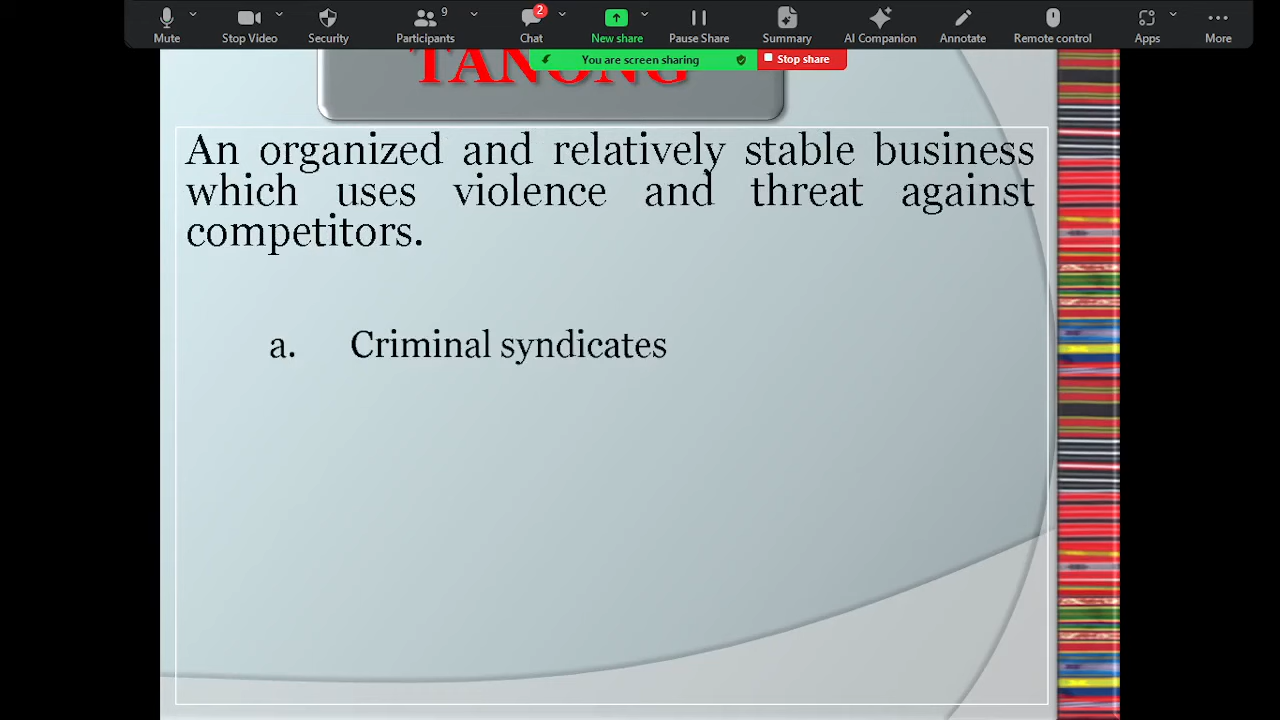 Mute
Stop Video
Security
Participants
9
Chat
2
New share
Pause Share
Summary
AI Companion
Annotate
Remote control
Apps
More
You are screen sharing
Stop share
TANONG
An organized and relatively stable business
which uses violence and threat against
competitors.
a. Criminal syndicates